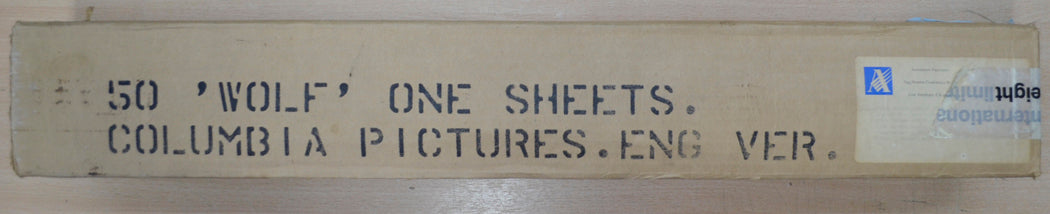 50 'WOLF' ONE SHEETS.
COLUMBIA PICTURES.ENG VER.
A